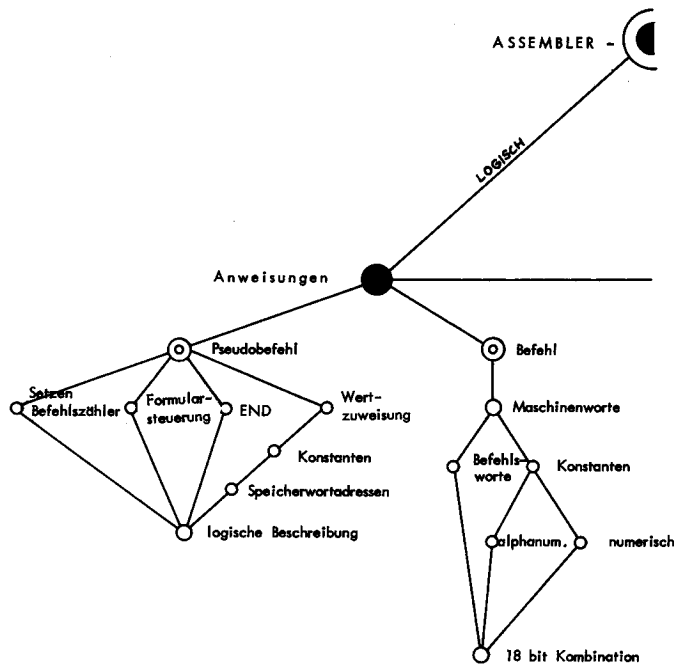 ASSEMBLER -
LOGISCH
Anweisungen
Pseudobefehl
Befehl
Setzen
Befehlszähler
Formular-
steuerung
END
Wert-
zuweisung
Maschinenworte
Konstanten
Befehls-
worte
Konstanten
Speicherwortadressen
logische Beschreibung
alphanum.
numerisch
18 bit Kombination